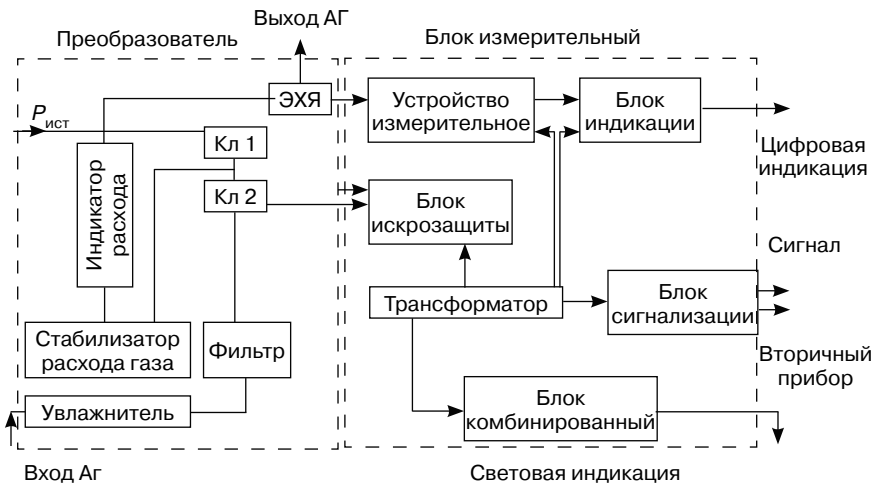 Выход АГ
Преобразователь
Блок измерительный
ЭХЯ
Устройство
измерительное
Блок
индикации
Pист
Кл 1
Цифровая
индикация
Индикатор
расхода
Кл 2
Блок
искрозащиты
Сигнал
Трансформатор
Блок
сигнализации
Стабилизатор
расхода газа
Фильтр
Вторичный
прибор
Увлажнитель
Блок
комбинированный
Вход Аг
Световая индикация